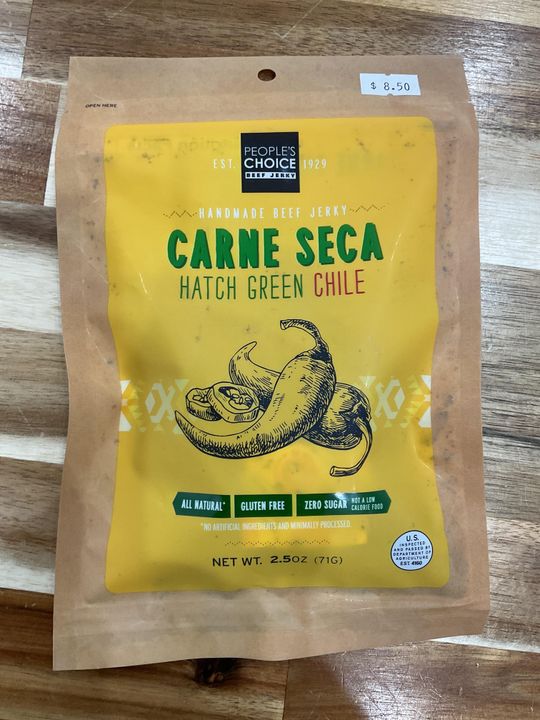 $ 8.50
OPEN HERE
PEOPLE'S
EST. CHOICE 1929
BEEF JERKY
HANDMADE BEEF JERKY
CARNE SECA
HATCH GREEN CHILE
ALL NATURAL* GLUTEN FREE ZERO SUGAR NOT A LOW
CALORIE FOOD
*NO ARTIFICIAL INGREDIENTS AND MINIMALLY PROCESSED.
NET WT. 2.5OZ (71G)
U.S.
INSPECTED
AND PASSED BY
DEPARTMENT OF
AGRICULTURE
EST. 4160